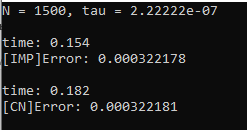 N = 1500, tau = 2.22222e-07
time: 0.154
[IMP]Error: 0.000322178
time: 0.182
[CN]Error: 0.000322181